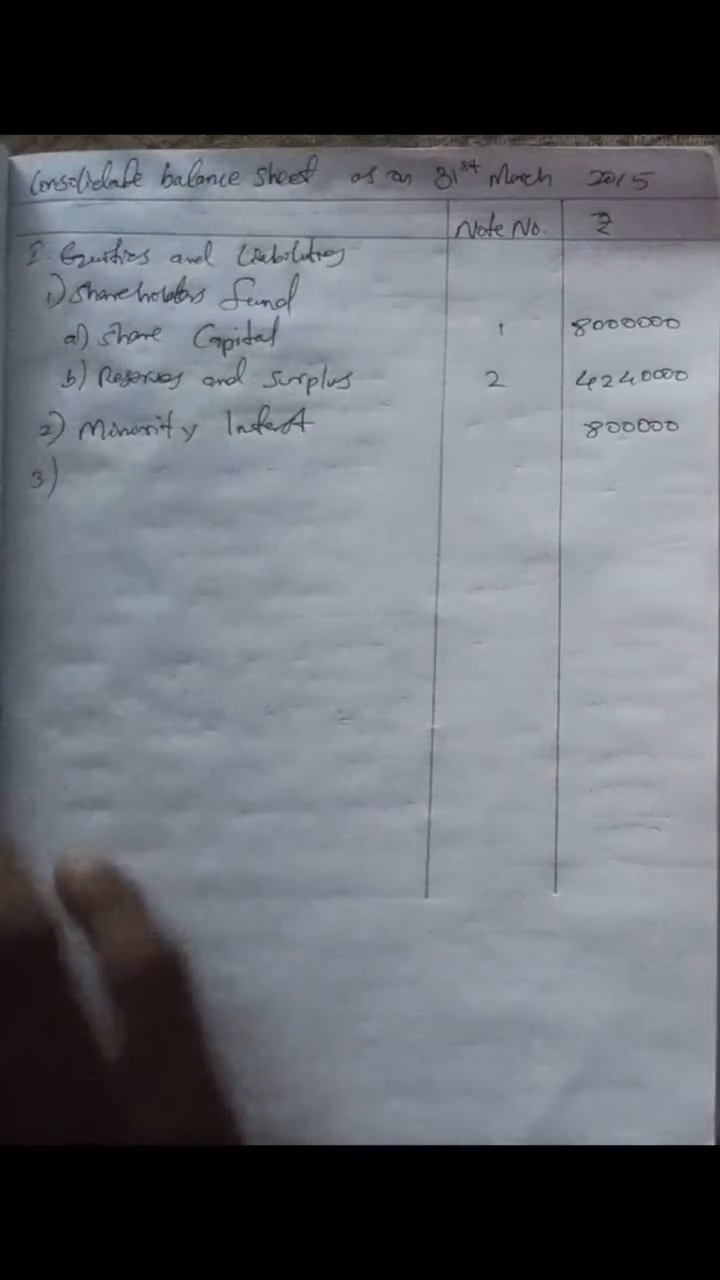 Consolidate balance sheet as on 31st March 2015
Note No. ₹
I Equities and Liabilities
1) Shareholders fund
a) Share Capital 1 8000000
b) Reserves and Surplus 2 4240000
2) Minority Interest 800000
3)